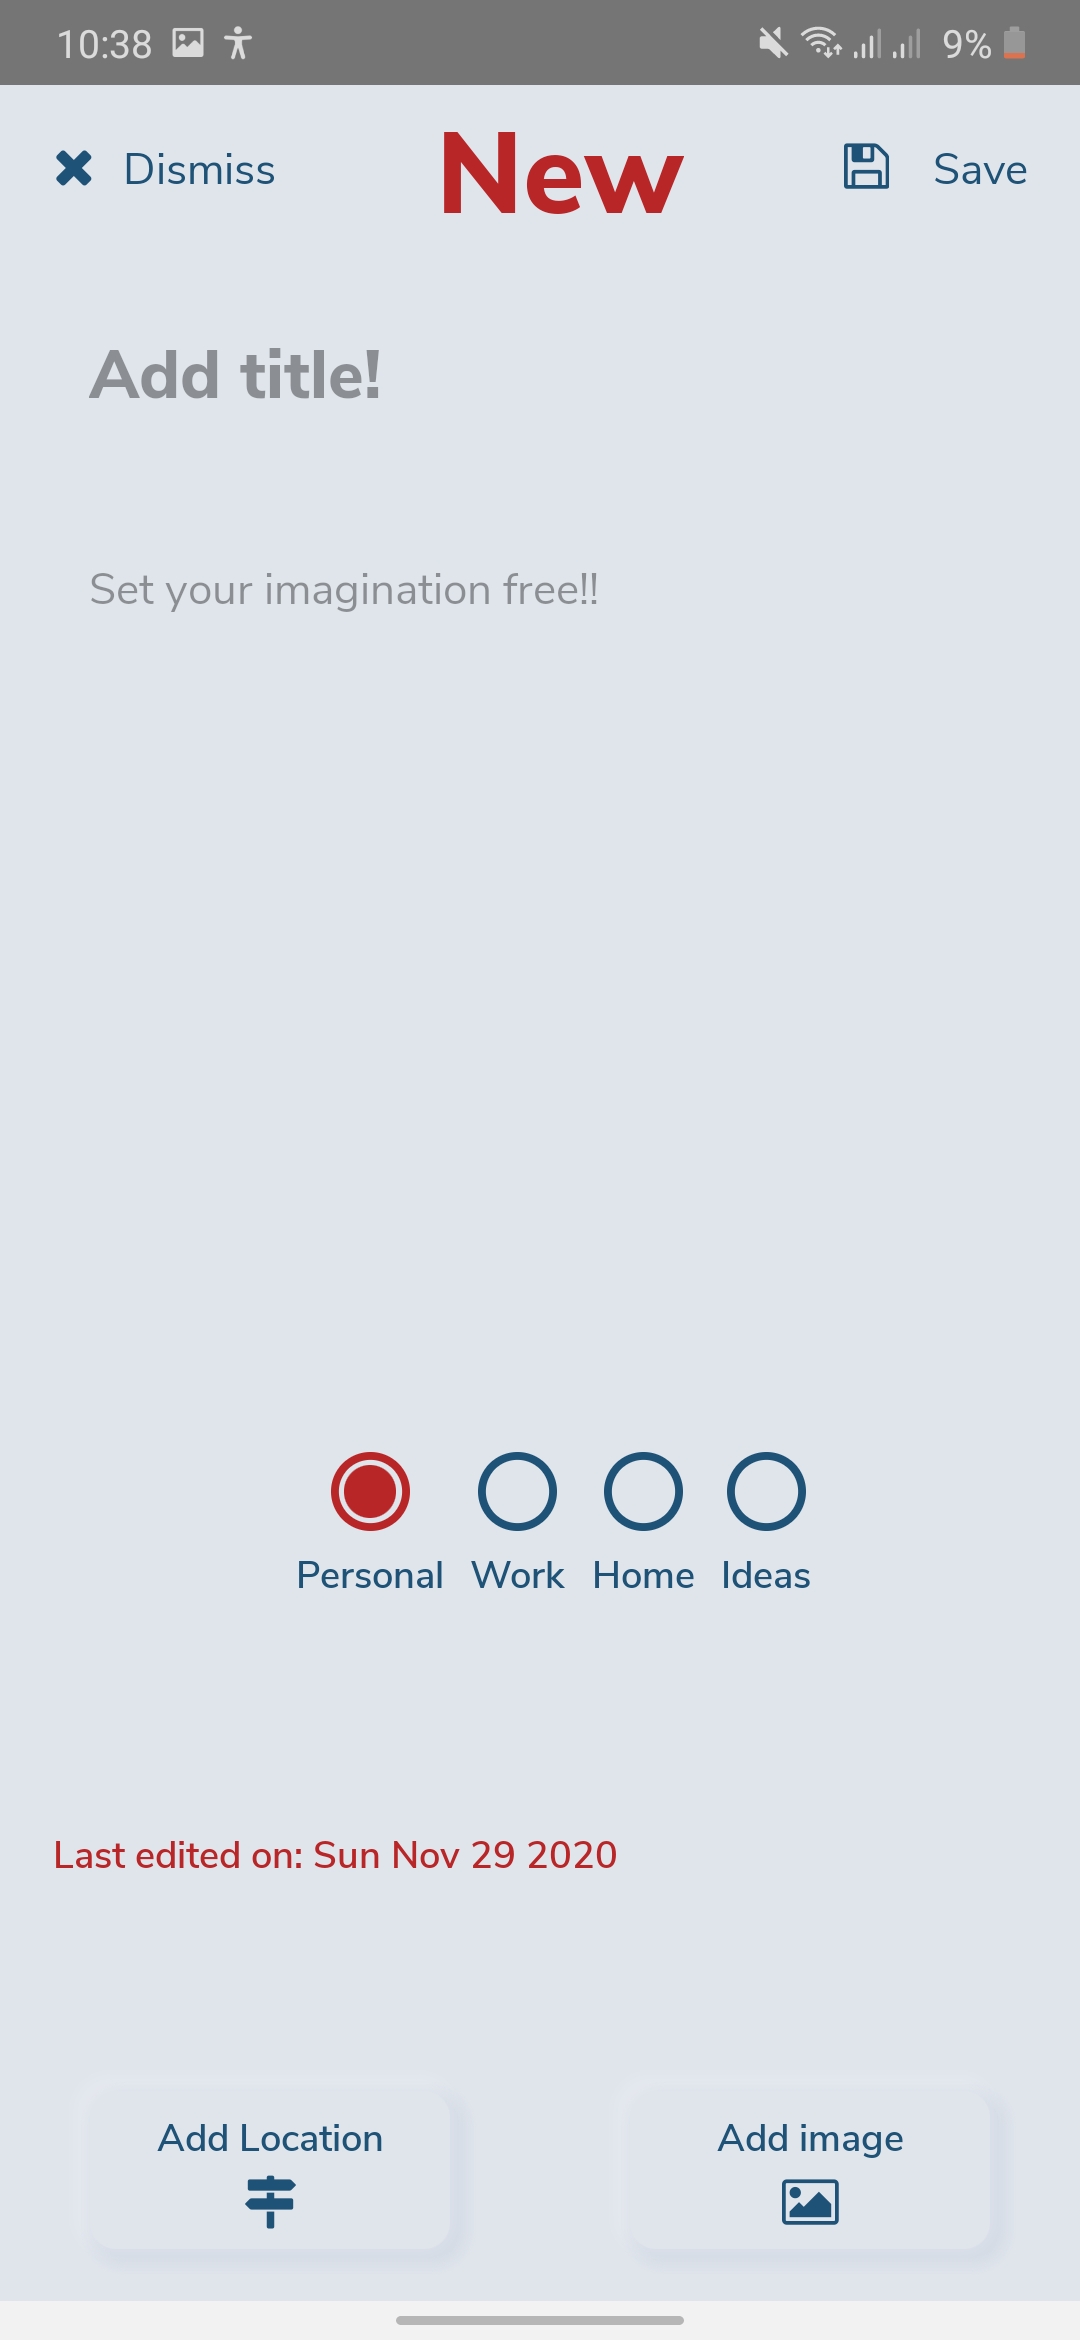 10:38 9%
Dismiss New Save
Add title!
Set your imagination free!!
Personal Work Home Ideas
Last edited on: Sun Nov 29 2020
Add Location Add image